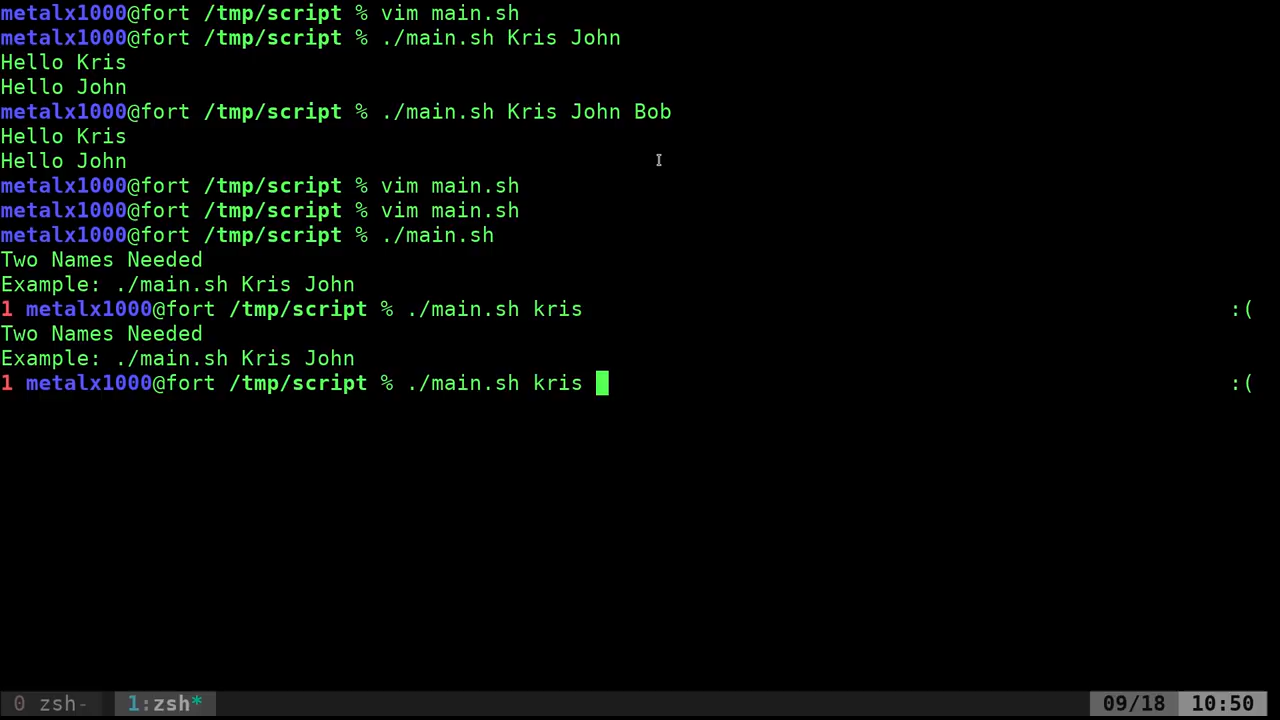 metalx1000@fort /tmp/script % vim main.sh
metalx1000@fort /tmp/script % ./main.sh Kris John
Hello Kris
Hello John
metalx1000@fort /tmp/script % ./main.sh Kris John Bob
Hello Kris
Hello John
metalx1000@fort /tmp/script % vim main.sh
metalx1000@fort /tmp/script % vim main.sh
metalx1000@fort /tmp/script % ./main.sh
Two Names Needed
Example: ./main.sh Kris John
1 metalx1000@fort /tmp/script % ./main.sh kris :(
Two Names Needed
Example: ./main.sh Kris John
1 metalx1000@fort /tmp/script % ./main.sh kris :(
0 zsh- 1:zsh* 09/18 10:50